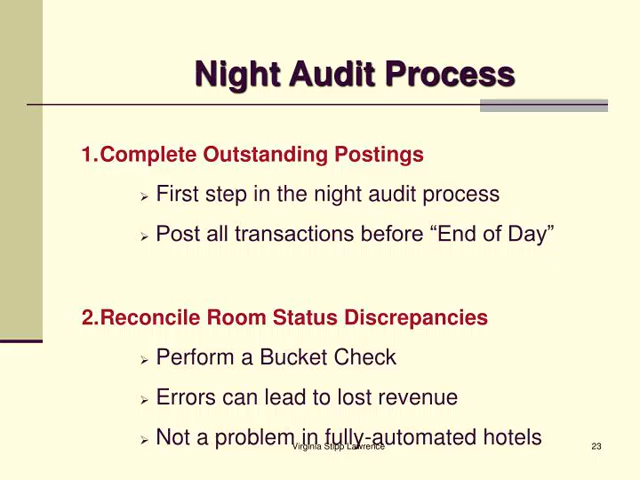 Night Audit Process
1.Complete Outstanding Postings
First step in the night audit process
Post all transactions before “End of Day”
2.Reconcile Room Status Discrepancies
Perform a Bucket Check
Errors can lead to lost revenue
Not a problem in fully-automated hotels
Virginia Stipp Lawrence
23